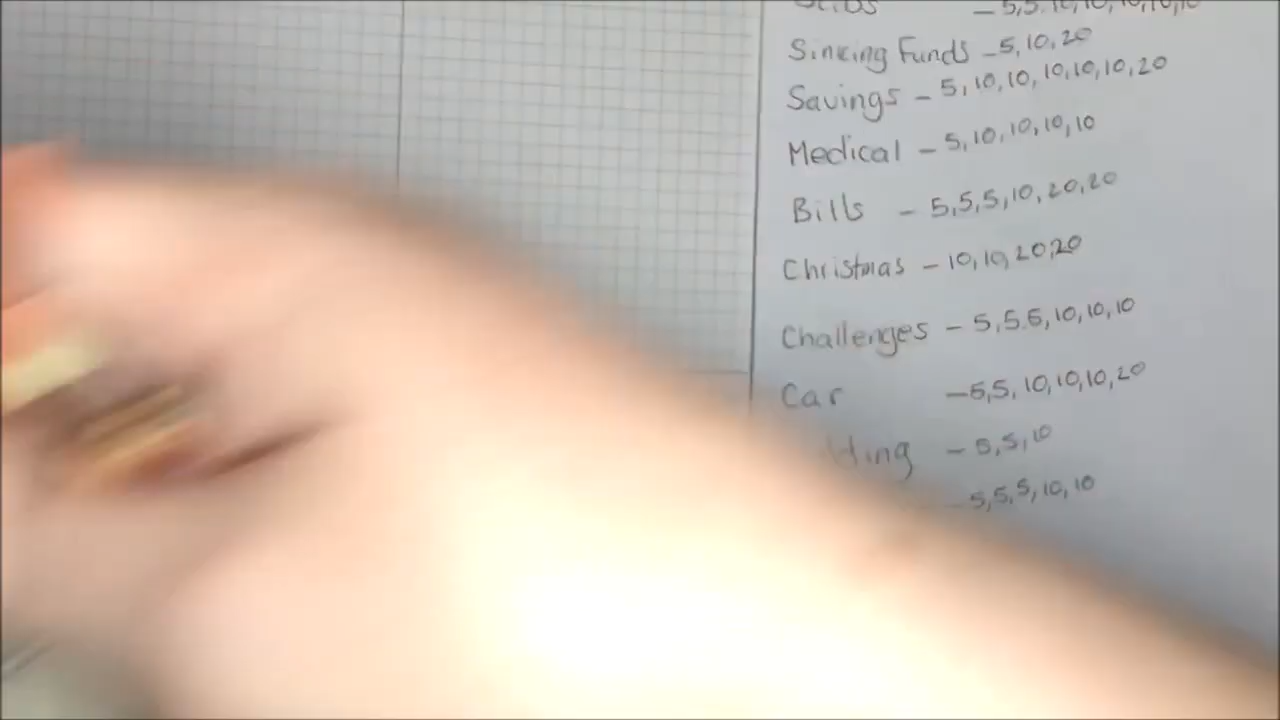 Sinking Funds - 5, 10, 20
Savings - 5, 10, 10, 10, 10, 10, 20
Medical - 5, 10, 10, 10, 10
Bills - 5, 5, 5, 10, 20, 20
Christmas - 10, 10, 20, 20
Challenges - 5, 5, 5, 10, 10, 10
Car - 5, 5, 10, 10, 10, 20
- 5, 5, 10
- 5, 5, 5, 10, 10